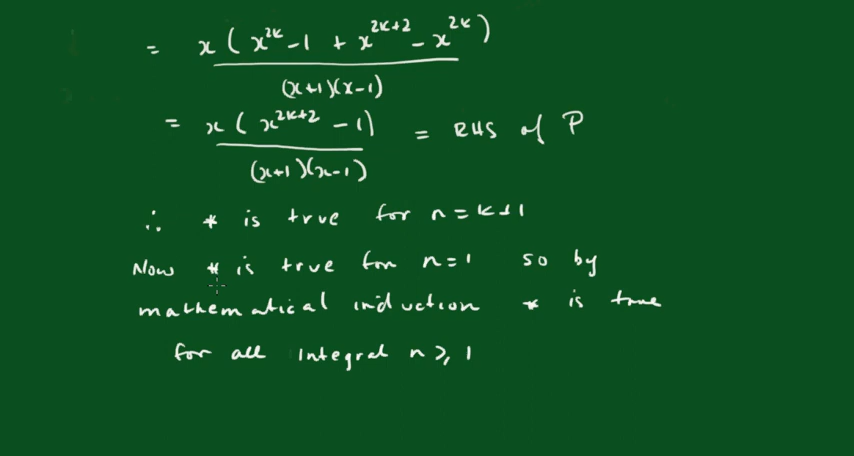 = x(x^{2k} - 1 + x^{2k+2} - x^{2k}) / (x+1)(x-1)
= x(x^{2k+2} - 1) / (x+1)(x-1) = RHS of P
∴ * is true for n = k+1
Now * is true for n = 1 so by
mathematical induction * is true
for all integral n ⩾ 1